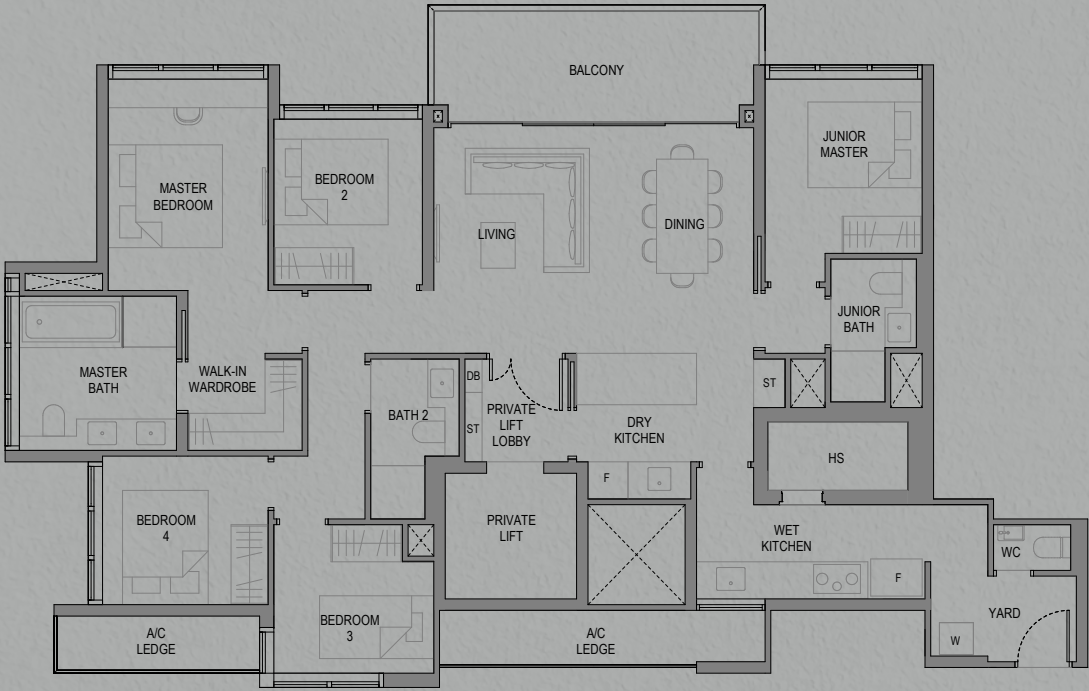 BALCONY
JUNIOR
MASTER
MASTER
BEDROOM
BEDROOM
2
LIVING
DINING
JUNIOR
BATH
MASTER
BATH
WALK-IN
WARDROBE
DB
ST
BATH 2
PRIVATE
LIFT
LOBBY
ST
DRY
KITCHEN
HS
F
BEDROOM
4
PRIVATE
LIFT
WET
KITCHEN
WC
F
BEDROOM
3
YARD
A/C
LEDGE
A/C
LEDGE
W